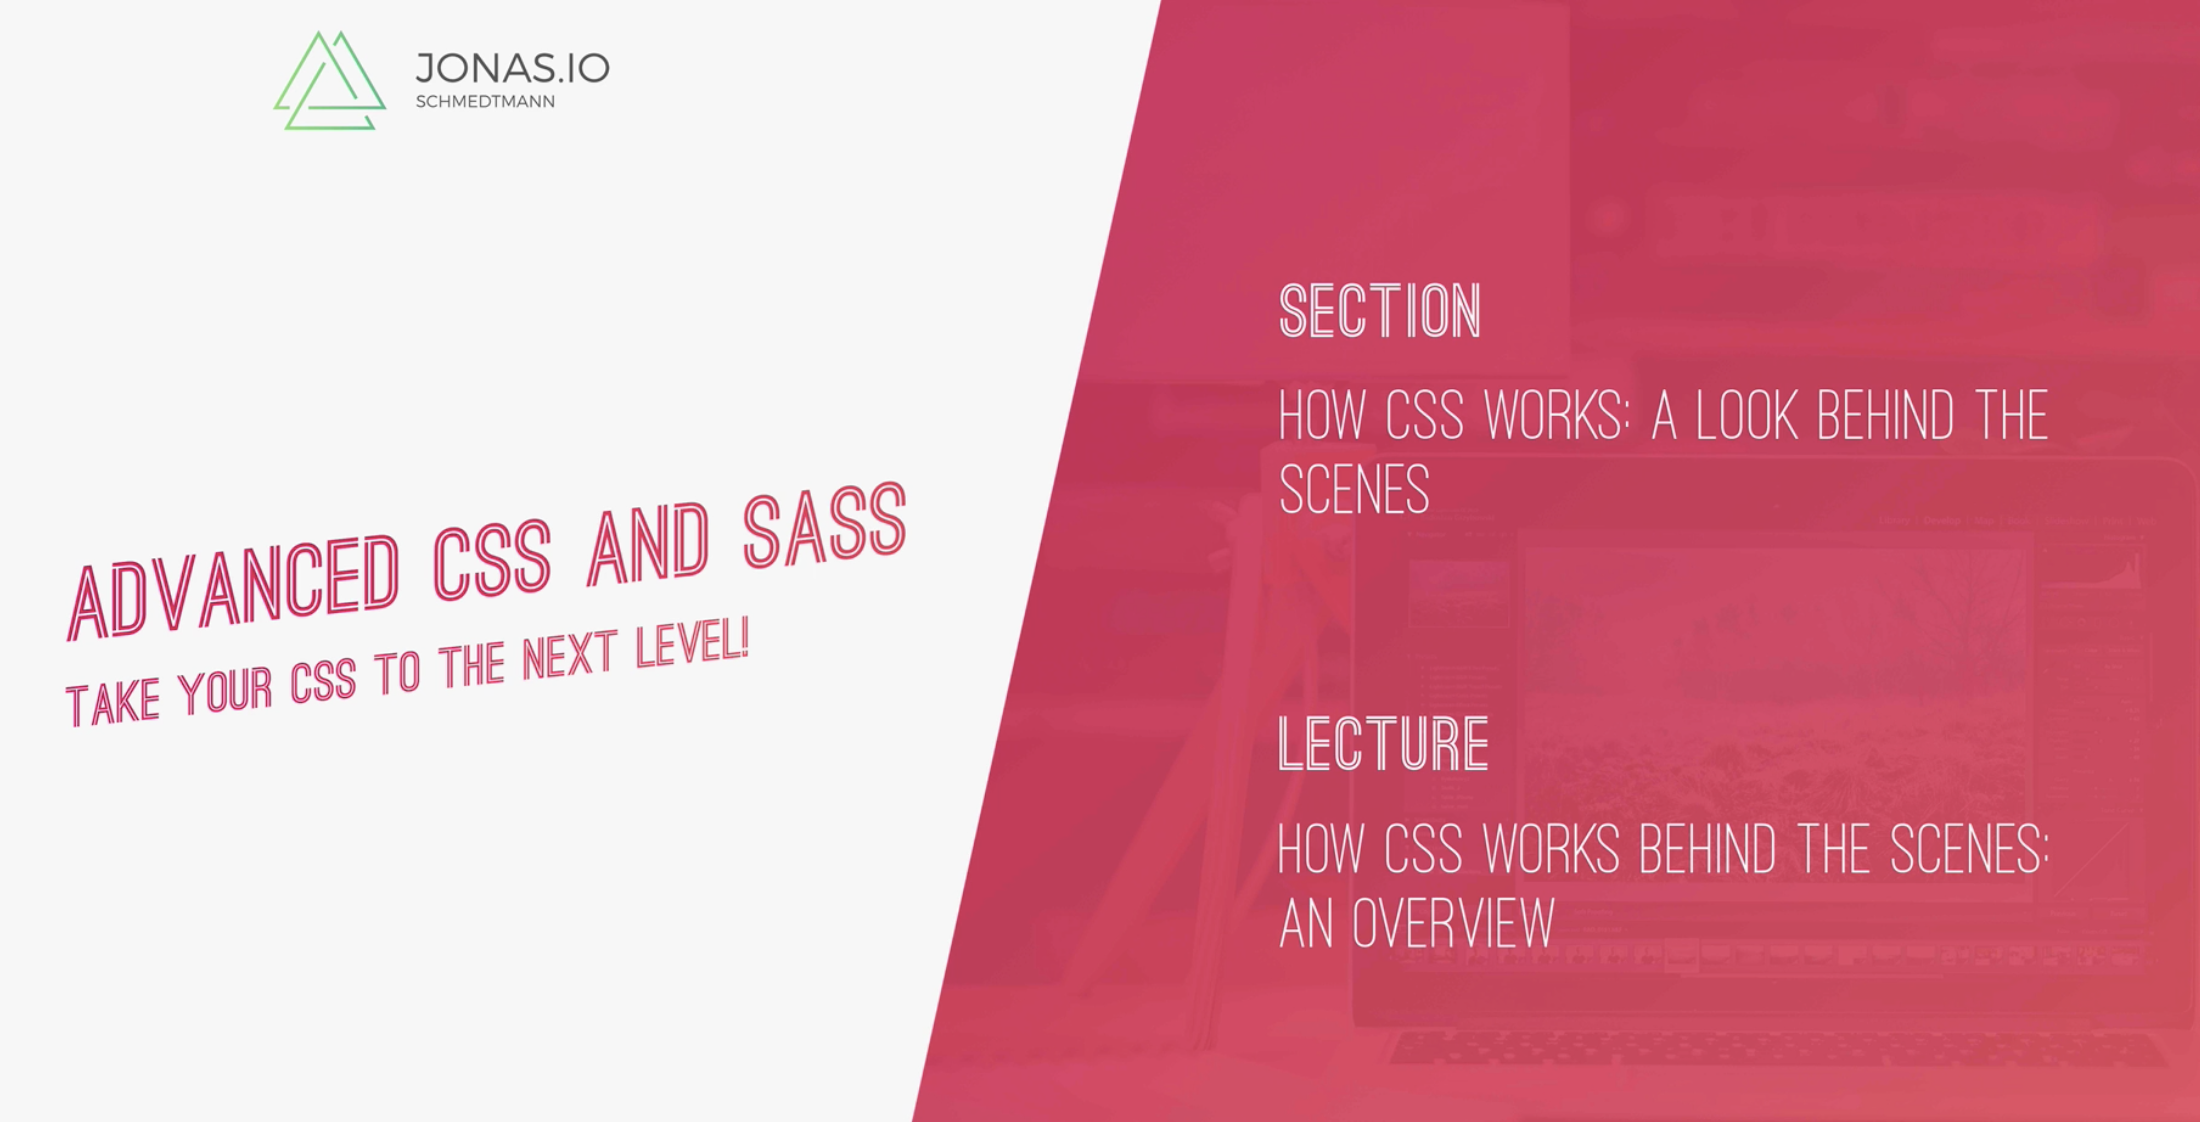 JONAS.IO
SCHMEDTMANN
ADVANCED CSS AND SASS
TAKE YOUR CSS TO THE NEXT LEVEL!
SECTION
HOW CSS WORKS: A LOOK BEHIND THE
SCENES
LECTURE
HOW CSS WORKS BEHIND THE SCENES:
AN OVERVIEW